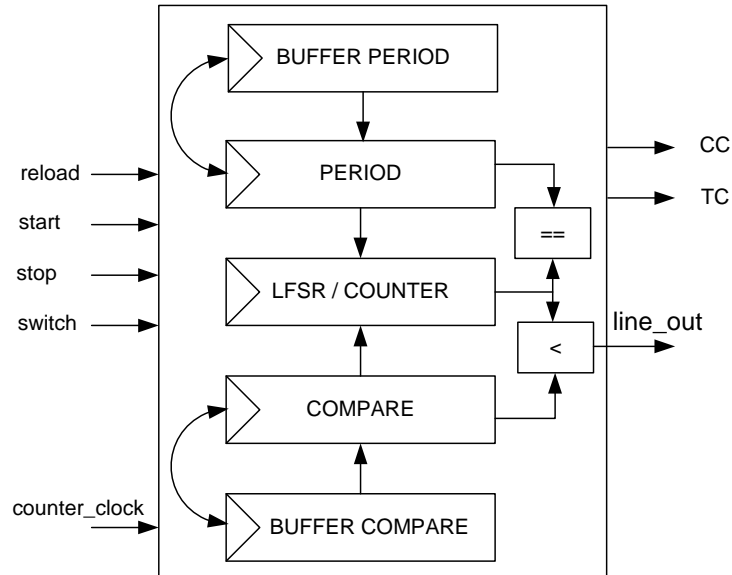 BUFFER PERIOD
PERIOD
reload
start
stop
switch
counter_clock
LFSR / COUNTER
COMPARE
BUFFER COMPARE
==
<
CC
TC
line_out